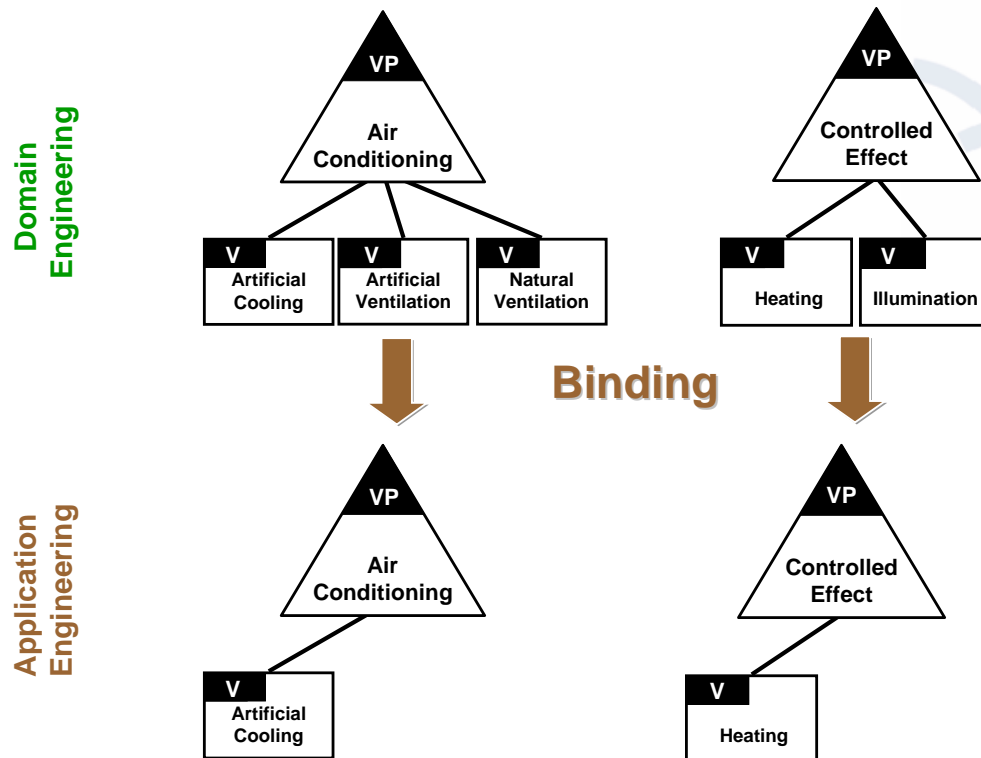 Domain
Engineering
VP
Air
Conditioning
VP
Controlled
Effect
V
Artificial
Cooling
V
Artificial
Ventilation
V
Natural
Ventilation
V
Heating
V
Illumination
Binding
Application
Engineering
VP
Air
Conditioning
VP
Controlled
Effect
V
Artificial
Cooling
V
Heating